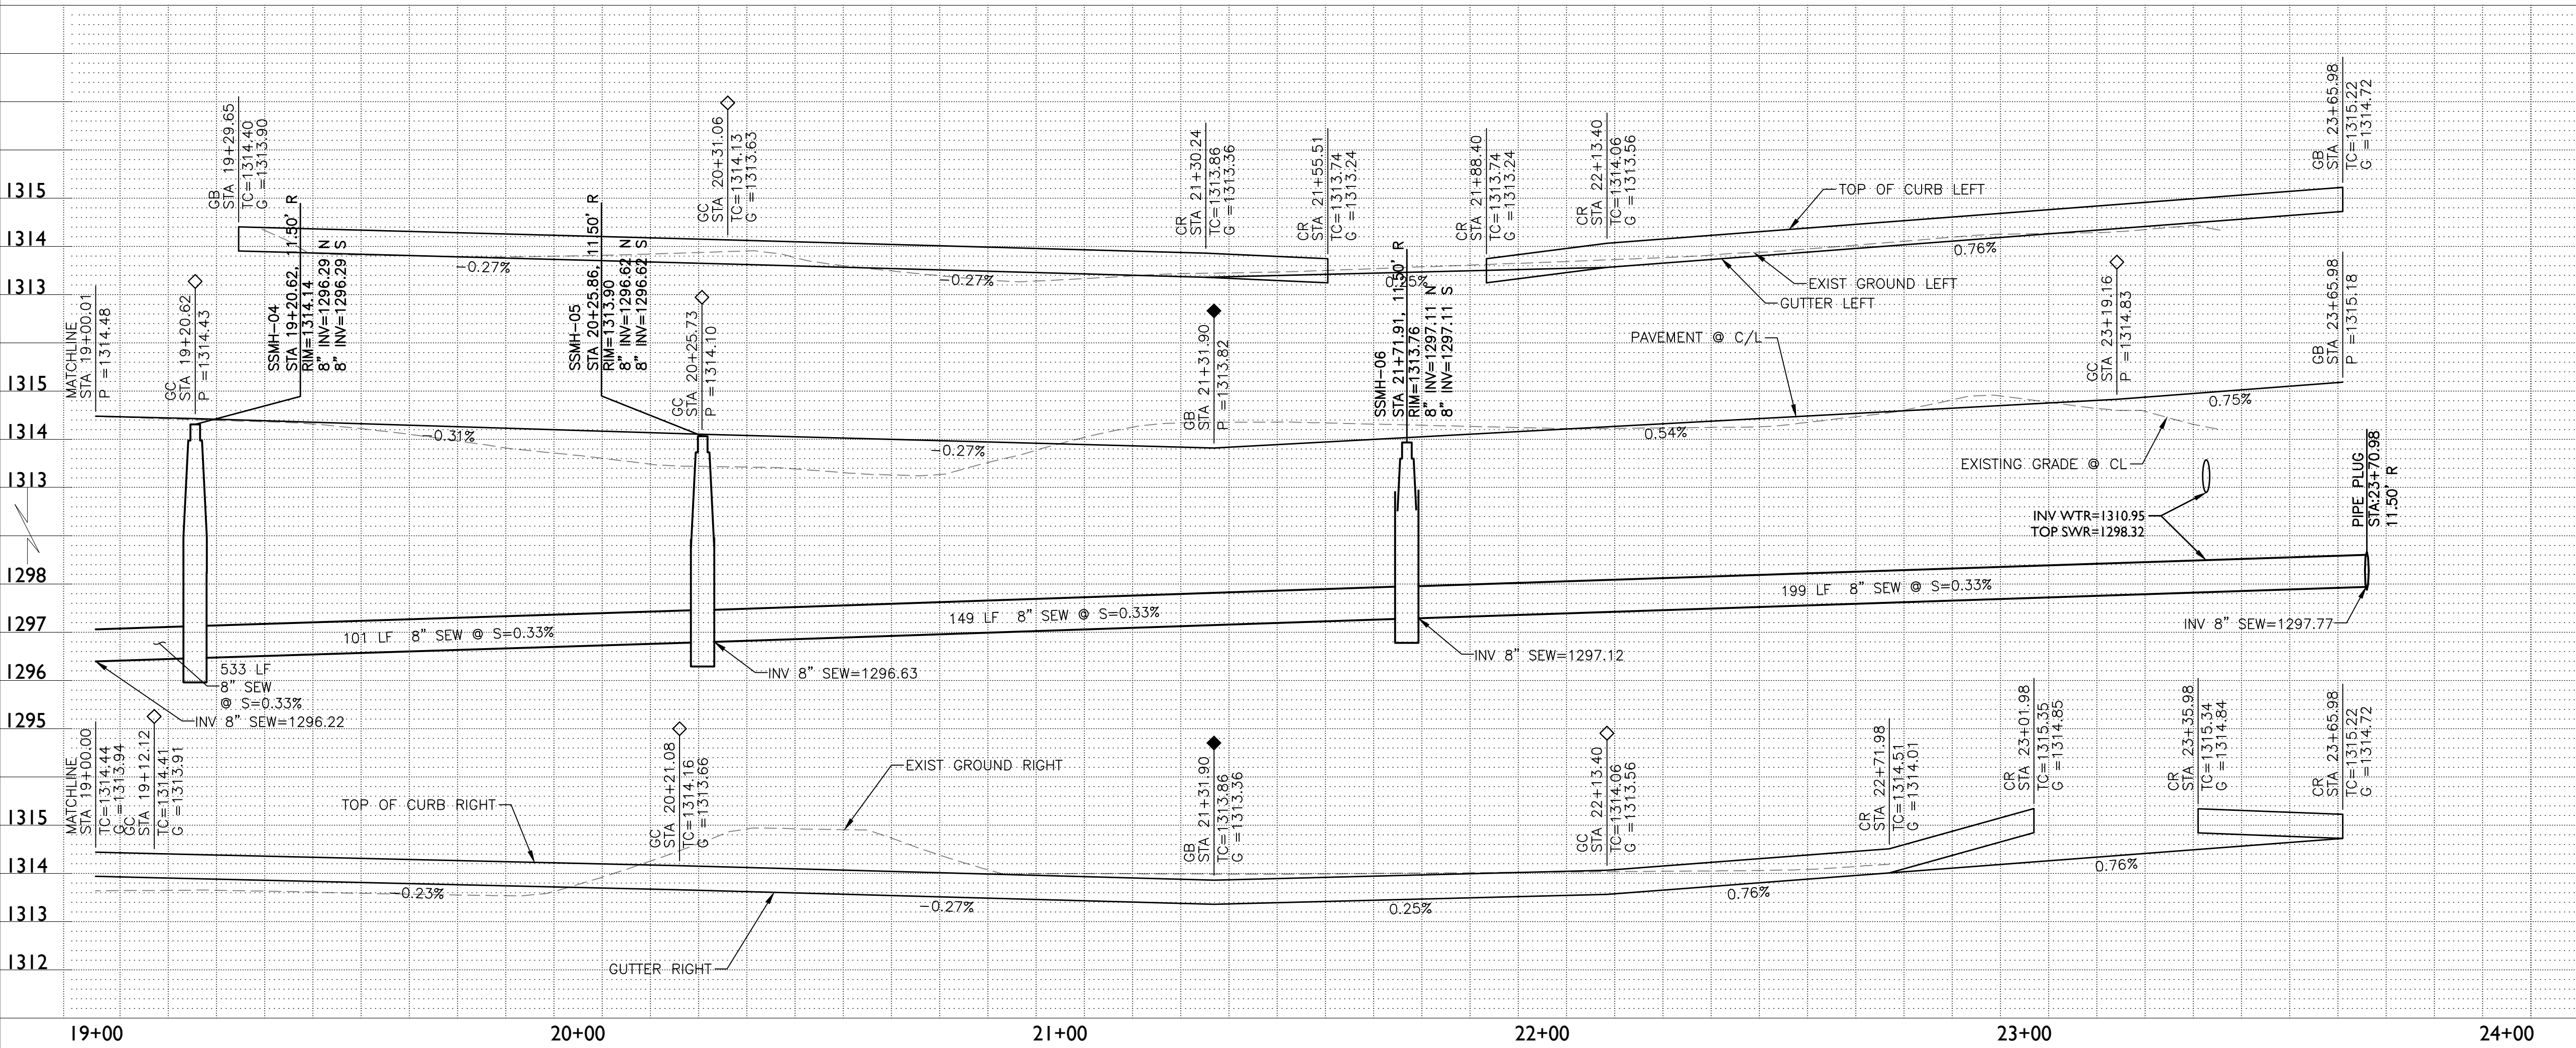 GB
STA 19+29.65
TC=1314.40
G =1313.90
GC
STA 20+31.06
TC=1314.13
G =1313.63
CR
STA 21+30.24
TC=1313.86
G =1313.36
CR
STA 21+55.51
TC=1313.74
G =1313.24
CR
STA 21+88.40
TC=1313.74
G =1313.24
CR
STA 22+13.40
TC=1314.06
G =1313.56
GB
STA 23+65.98
TC=1315.22
G =1314.72
1315
1314
1313
TOP OF CURB LEFT
-0.27%
-0.27%
0.25%
0.76%
EXIST GROUND LEFT
GUTTER LEFT
MATCHLINE
STA 19+00.01
P =1314.48
GC
STA 19+20.62
P =1314.43
SSMH-04
STA 19+20.62, 11.50' R
RIM=1314.14
8" INV=1296.29 N
8" INV=1296.29 S
SSMH-05
STA 20+25.86, 11.50' R
RIM=1313.90
8" INV=1296.62 N
8" INV=1296.62 S
GC
STA 20+25.73
P =1314.10
GB
STA 21+31.90
P =1313.82
SSMH-06
STA 21+71.91, 11.50' R
RIM=1313.76
8" INV=1297.11 N
8" INV=1297.11 S
PAVEMENT @ C/L
GC
STA 23+19.16
P =1314.83
GB
STA 23+65.98
P =1315.18
1315
1314
1313
-0.31%
-0.27%
0.54%
0.75%
EXISTING GRADE @ CL
INV WTR=1310.95
TOP SWR=1298.32
PIPE PLUG
STA:23+70.98
11.50' R
1298
1297
1296
1295
101 LF 8" SEW @ S=0.33%
149 LF 8" SEW @ S=0.33%
199 LF 8" SEW @ S=0.33%
533 LF
8" SEW
@ S=0.33%
INV 8" SEW=1296.22
INV 8" SEW=1296.63
INV 8" SEW=1297.12
INV 8" SEW=1297.77
MATCHLINE
STA 19+00.00
TC=1314.44
G =1313.94
GC
STA 19+12.12
TC=1314.41
G =1313.91
GC
STA 20+21.08
TC=1314.16
G =1313.66
GB
STA 21+31.90
TC=1313.86
G =1313.36
GC
STA 22+13.40
TC=1314.06
G =1313.56
CR
STA 22+71.98
TC=1314.51
G =1314.01
CR
STA 23+01.98
TC=1315.35
G =1314.85
CR
STA 23+35.98
TC=1315.34
G =1314.84
CR
STA 23+65.98
TC=1315.22
G =1314.72
EXIST GROUND RIGHT
TOP OF CURB RIGHT
1315
1314
1313
1312
-0.23%
-0.27%
0.25%
0.76%
0.76%
GUTTER RIGHT
19+00
20+00
21+00
22+00
23+00
24+00